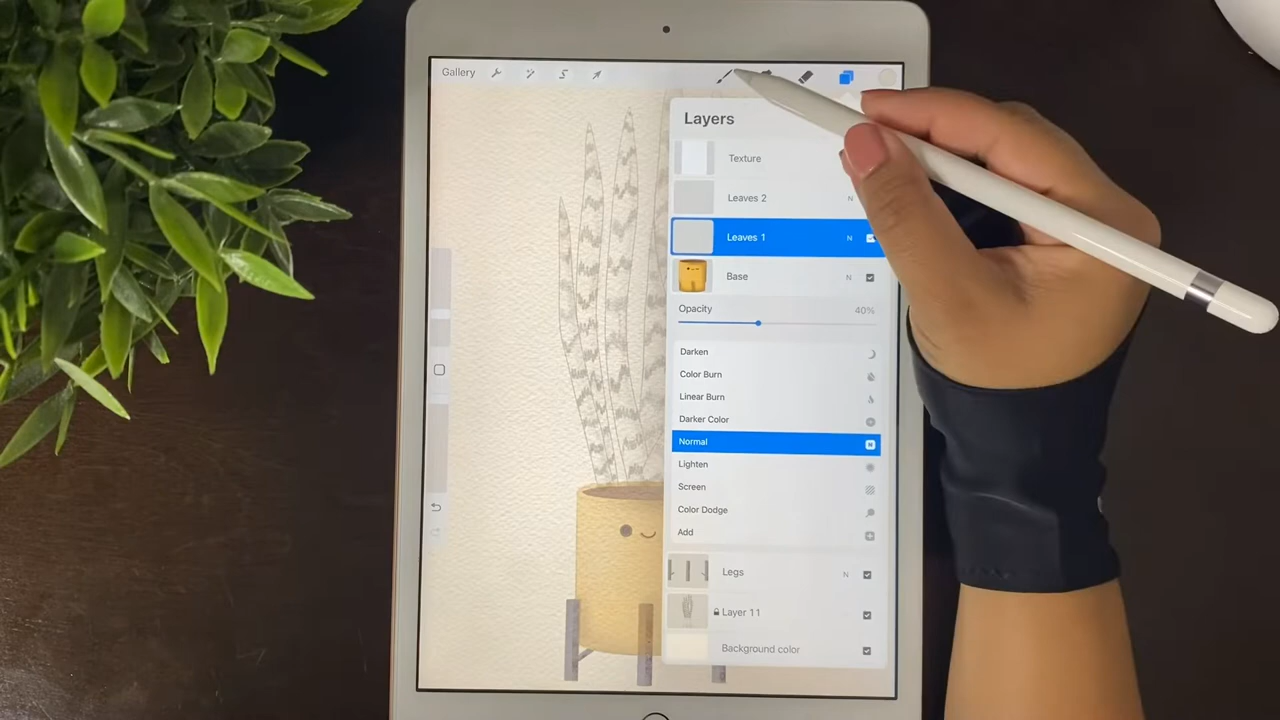 Gallery
Layers
Texture
Leaves 2 N
Leaves 1 N
Base N
Opacity 40%
Darken
Color Burn
Linear Burn
Darker Color
Normal N
Lighten
Screen
Color Dodge
Add
Legs N
Layer 11
Background color